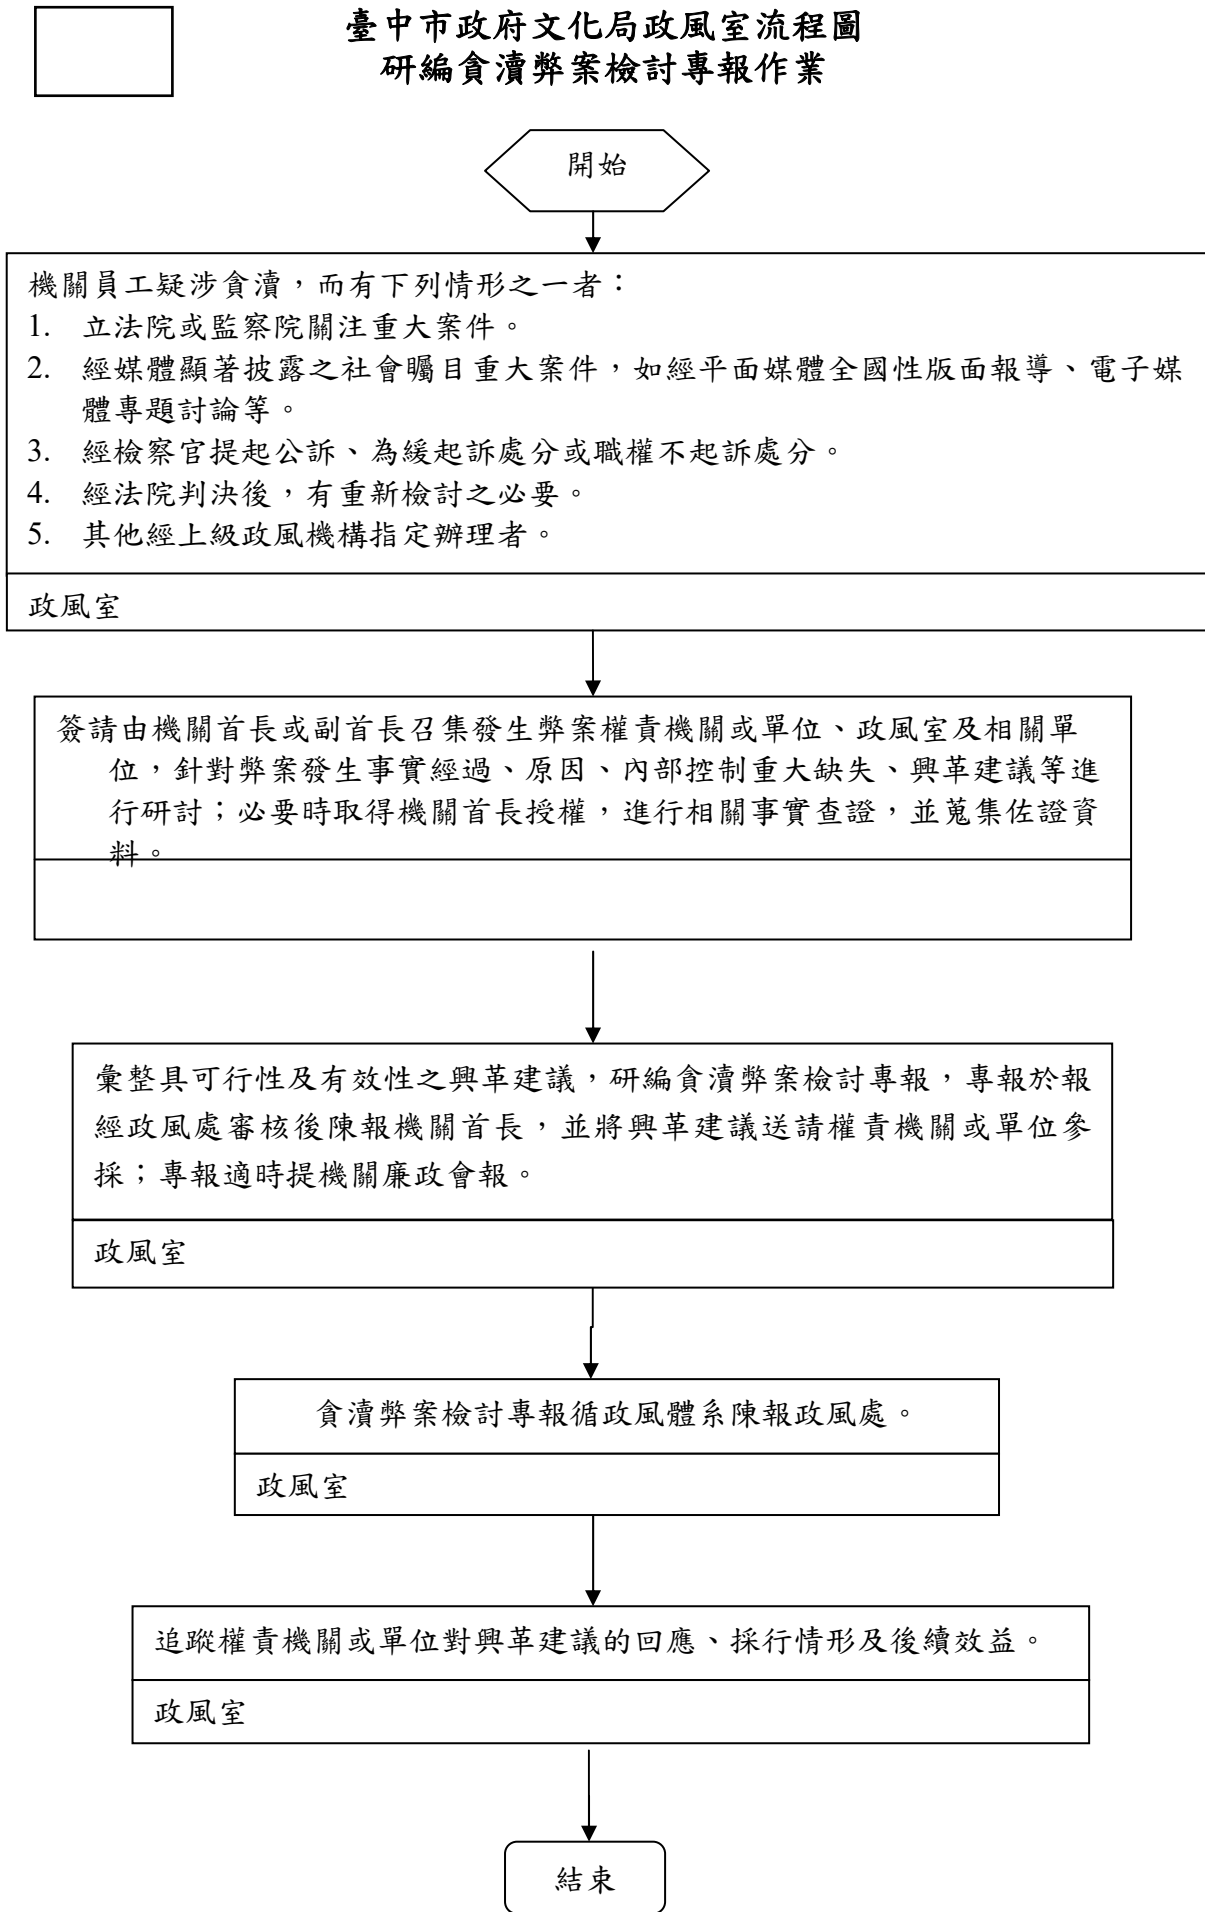 臺中市政府文化局政風室流程圖
研編貪瀆弊案檢討專報作業
開始
機關員工疑涉貪瀆，而有下列情形之一者：
1. 立法院或監察院關注重大案件。
2. 經媒體顯著披露之社會矚目重大案件，如經平面媒體全國性版面報導、電子媒
體專題討論等。
3. 經檢察官提起公訴、為緩起訴處分或職權不起訴處分。
4. 經法院判決後，有重新檢討之必要。
5. 其他經上級政風機構指定辦理者。
政風室
簽請由機關首長或副首長召集發生弊案權責機關或單位、政風室及相關單
位，針對弊案發生事實經過、原因、內部控制重大缺失、興革建議等進
行研討；必要時取得機關首長授權，進行相關事實查證，並蒐集佐證資
料。
彙整具可行性及有效性之興革建議，研編貪瀆弊案檢討專報，專報於報
經政風處審核後陳報機關首長，並將興革建議送請權責機關或單位參
採；專報適時提機關廉政會報。
政風室
貪瀆弊案檢討專報循政風體系陳報政風處。
政風室
追蹤權責機關或單位對興革建議的回應、採行情形及後續效益。
政風室
結束